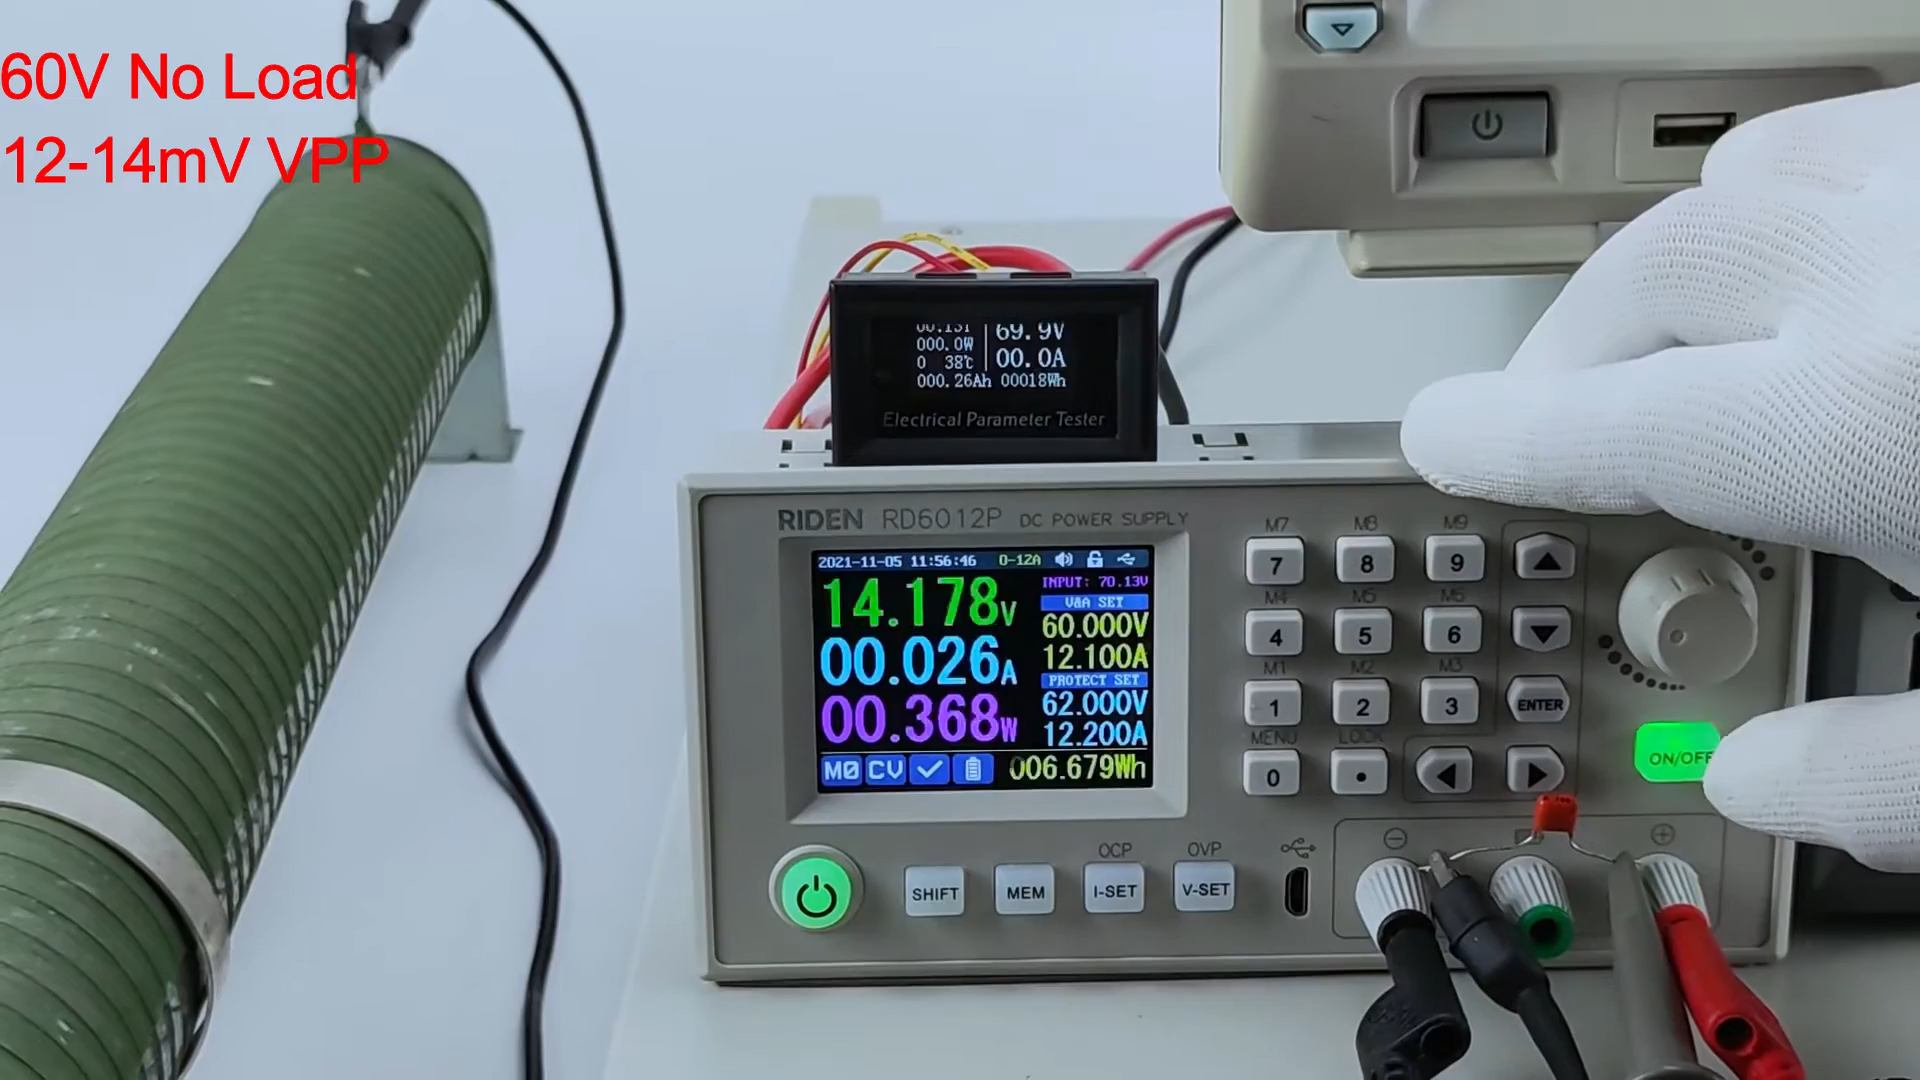 60V No Load
12-14mV VPP
69.9V
000.0W
00.0A
0 38℃
000.26Ah 00018Wh
Electrical Parameter Tester
RIDEN RD6012P DC POWER SUPPLY
2021-11-05 11:56:46 0-12A
INPUT: 70.13V
14.178V
V&A SET
60.000V
00.026A
12.100A
PROTECT SET
00.368W
62.000V
12.200A
M0 CV 006.679Wh
M7 M8 M9
7 8 9
M4 M5 M6
4 5 6
M1 M2 M3
1 2 3 ENTER
MENU LOCK
0 .
ON/OFF
OCP OVP
SHIFT MEM I-SET V-SET